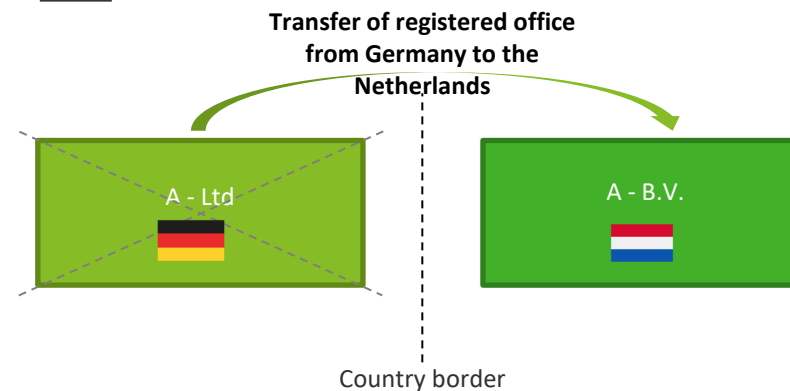 Transfer of registered office
from Germany to the
Netherlands
A - Ltd
A - B.V.
Country border